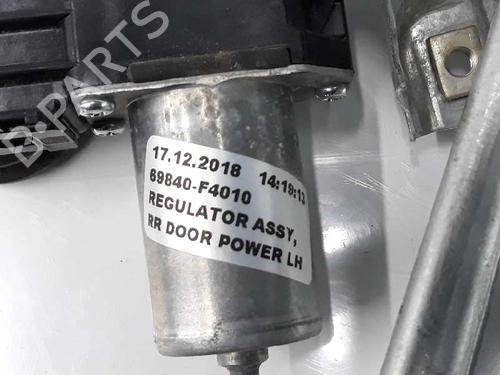 B-PARTS
17.12.2018 14:19:13
69840-F4010
REGULATOR ASSY,
RR DOOR POWER LH